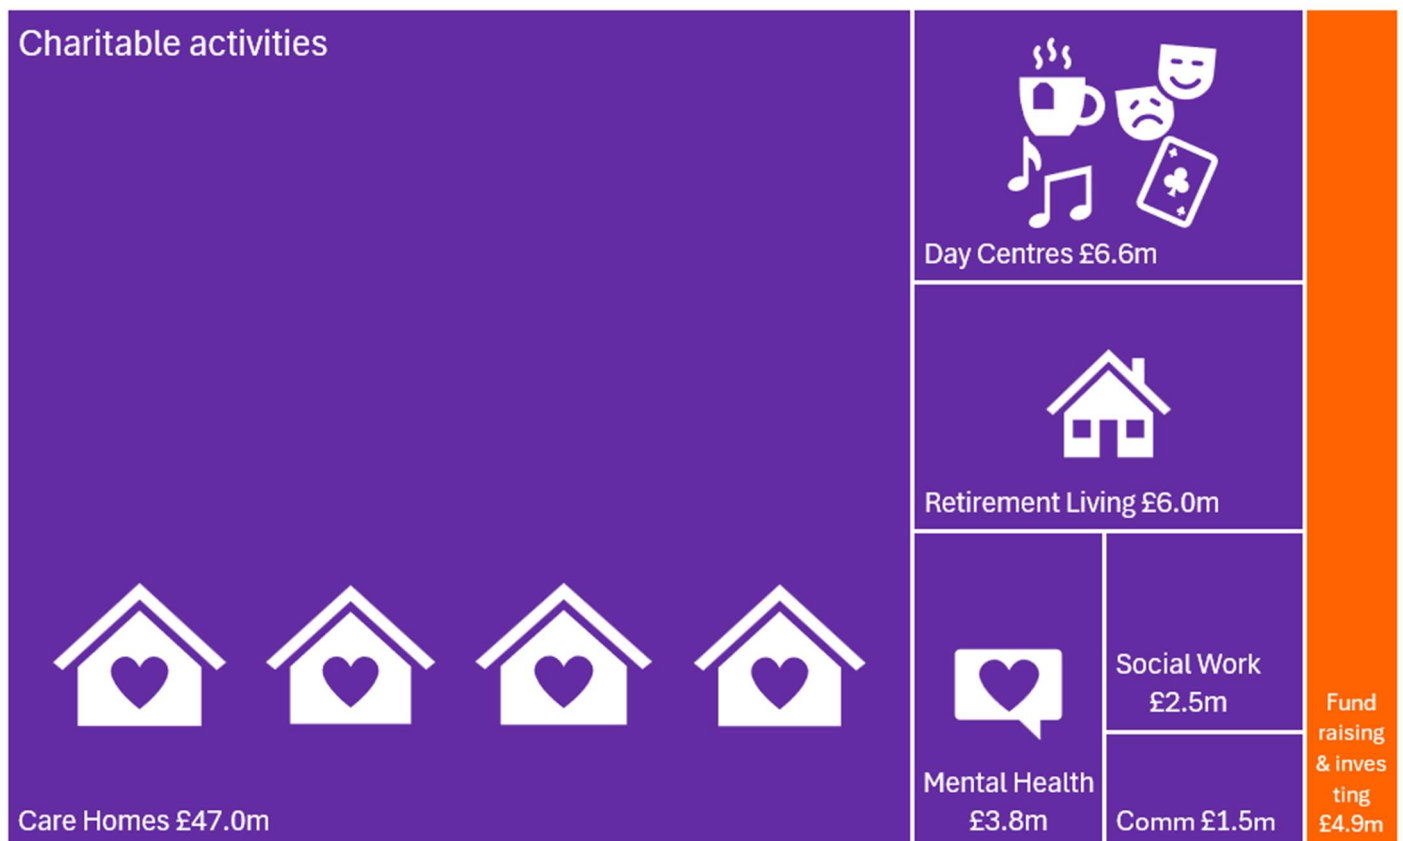 Charitable activities
Care Homes £47.0m
Day Centres £6.6m
Retirement Living £6.0m
Mental Health
£3.8m
Social Work
£2.5m
Comm £1.5m
Fund
raising
& inves
ting
£4.9m